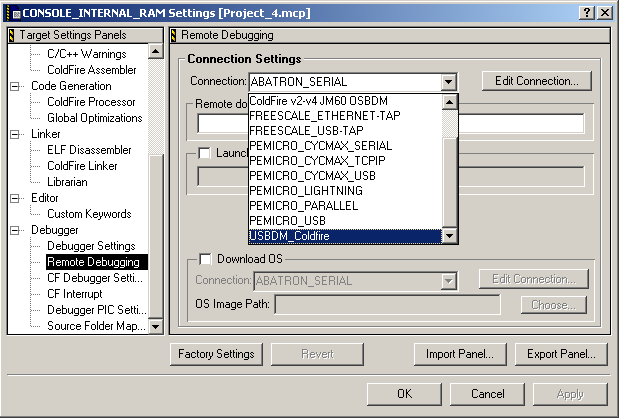 CONSOLE_INTERNAL_RAM Settings [Project_4.mcp]
Target Settings Panels
C/C++ Warnings
ColdFire Assembler
Code Generation
ColdFire Processor
Global Optimizations
Linker
ELF Disassembler
ColdFire Linker
Librarian
Editor
Custom Keywords
Debugger
Debugger Settings
Remote Debugging
CF Debugger Setti...
CF Interrupt
Debugger PIC Setti...
Source Folder Map...
Remote Debugging
Connection Settings
Connection: ABATRON_SERIAL Edit Connection...
Remote do
Launch
ColdFire v2-v4 JM60 OSBDM
FREESCALE_ETHERNET-TAP
FREESCALE_USB-TAP
PEMICRO_CYCMAX_SERIAL
PEMICRO_CYCMAX_TCPIP
PEMICRO_CYCMAX_USB
PEMICRO_LIGHTNING
PEMICRO_PARALLEL
PEMICRO_USB
USBDM_Coldfire
Download OS
Connection: ABATRON_SERIAL Edit Connection...
OS Image Path: Choose...
Factory Settings Revert Import Panel... Export Panel...
OK Cancel Apply